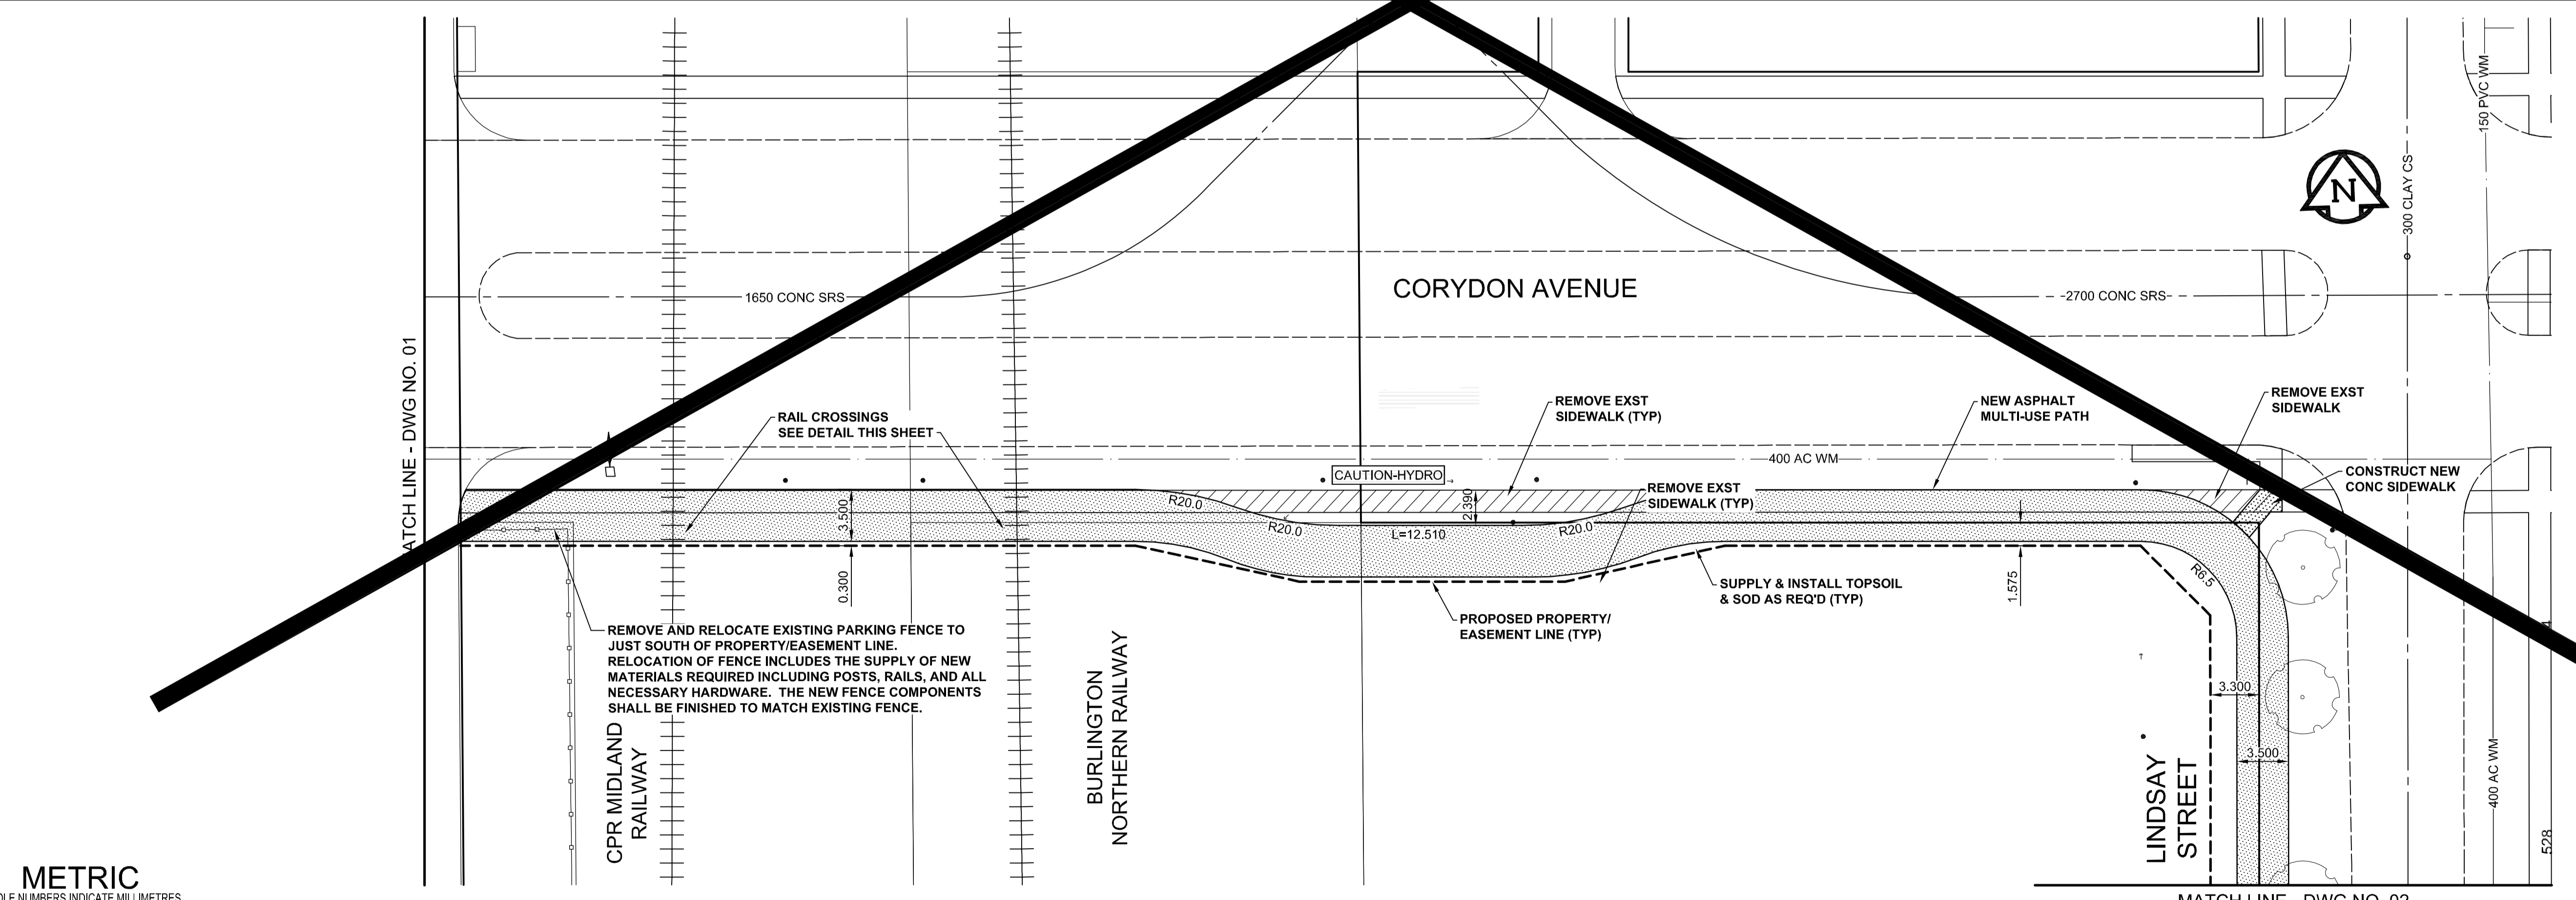 150 PVC WM
300 CLAY CS
N
CORYDON AVENUE
1650 CONC SRS
2700 CONC SRS
ATCH LINE - DWG NO. 01
RAIL CROSSINGS
SEE DETAIL THIS SHEET
REMOVE EXST
SIDEWALK (TYP)
NEW ASPHALT
MULTI-USE PATH
REMOVE EXST
SIDEWALK
400 AC WM
CAUTION-HYDRO
CONSTRUCT NEW
CONC SIDEWALK
REMOVE EXST
SIDEWALK (TYP)
3.500
R20.0
R20.0
2.390
L=12.510
R20.0
0.300
SUPPLY & INSTALL TOPSOIL
& SOD AS REQ'D (TYP)
1.575
R6.5
PROPOSED PROPERTY/
EASEMENT LINE (TYP)
REMOVE AND RELOCATE EXISTING PARKING FENCE TO
JUST SOUTH OF PROPERTY/EASEMENT LINE.
RELOCATION OF FENCE INCLUDES THE SUPPLY OF NEW
MATERIALS REQUIRED INCLUDING POSTS, RAILS, AND ALL
NECESSARY HARDWARE. THE NEW FENCE COMPONENTS
SHALL BE FINISHED TO MATCH EXISTING FENCE.
CPR MIDLAND
RAILWAY
BURLINGTON
NORTHERN RAILWAY
3.300
3.500
LINDSAY
STREET
400 AC WM
528
METRIC
NUMBERS INDICATE MILLIMETRES
MATCH LINE - DWG NO.